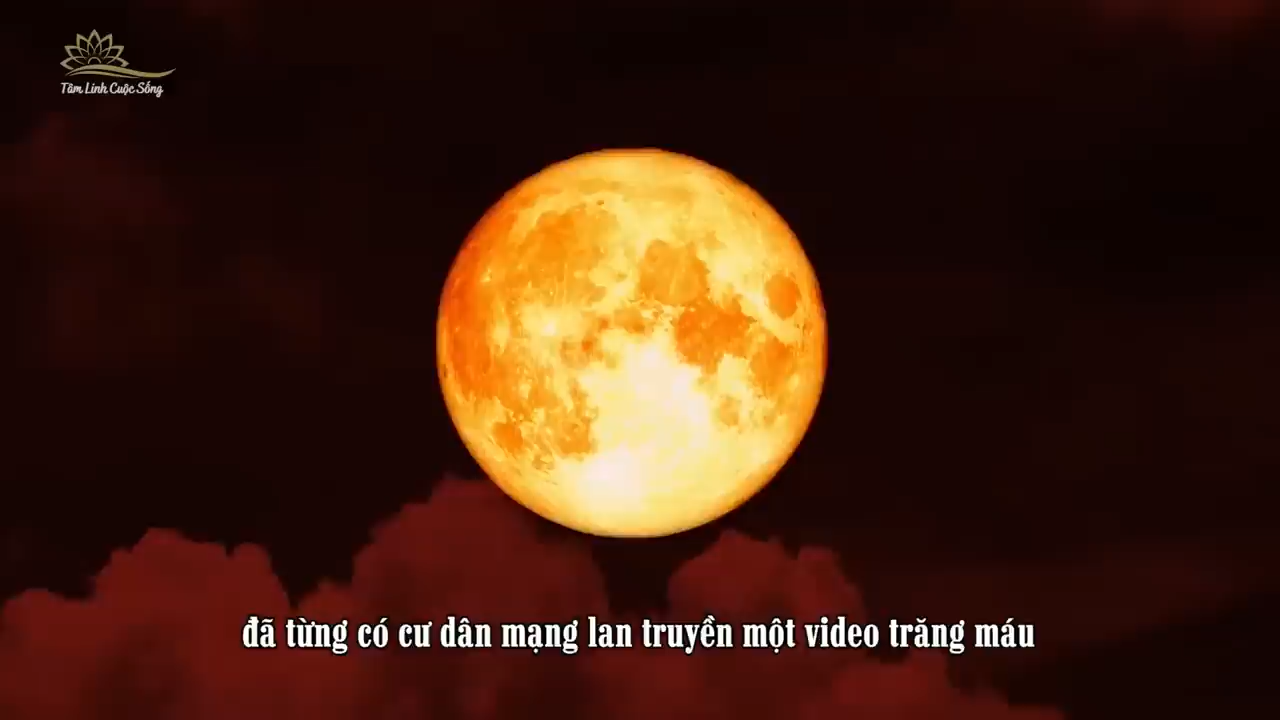 Tâm Linh Cuộc Sống
đã từng có cư dân mạng lan truyền một video trăng máu